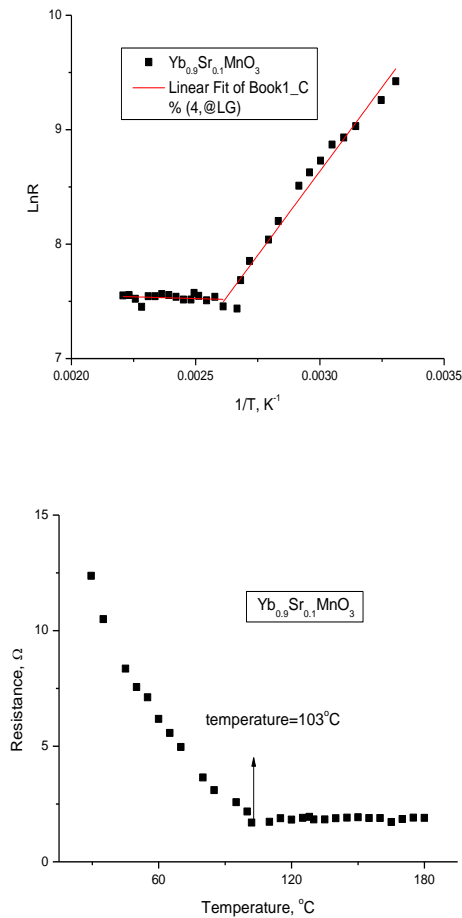 Yb₀.₉Sr₀.₁MnO₃
Linear Fit of Book1_C
% (4,@LG)
10
9
8
7
LnR
0.0020
0.0025
0.0030
0.0035
1/T, K⁻¹
15
10
5
0
Resistance, Ω
Yb₀.₉Sr₀.₁MnO₃
temperature=103°C
60
120
180
Temperature, °C